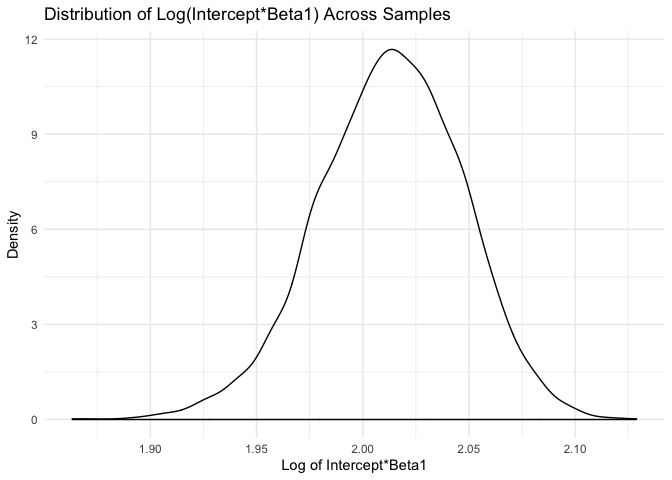 Distribution of Log(Intercept*Beta1) Across Samples
12
9
6
3
0
Density
1.90 1.95 2.00 2.05 2.10
Log of Intercept*Beta1